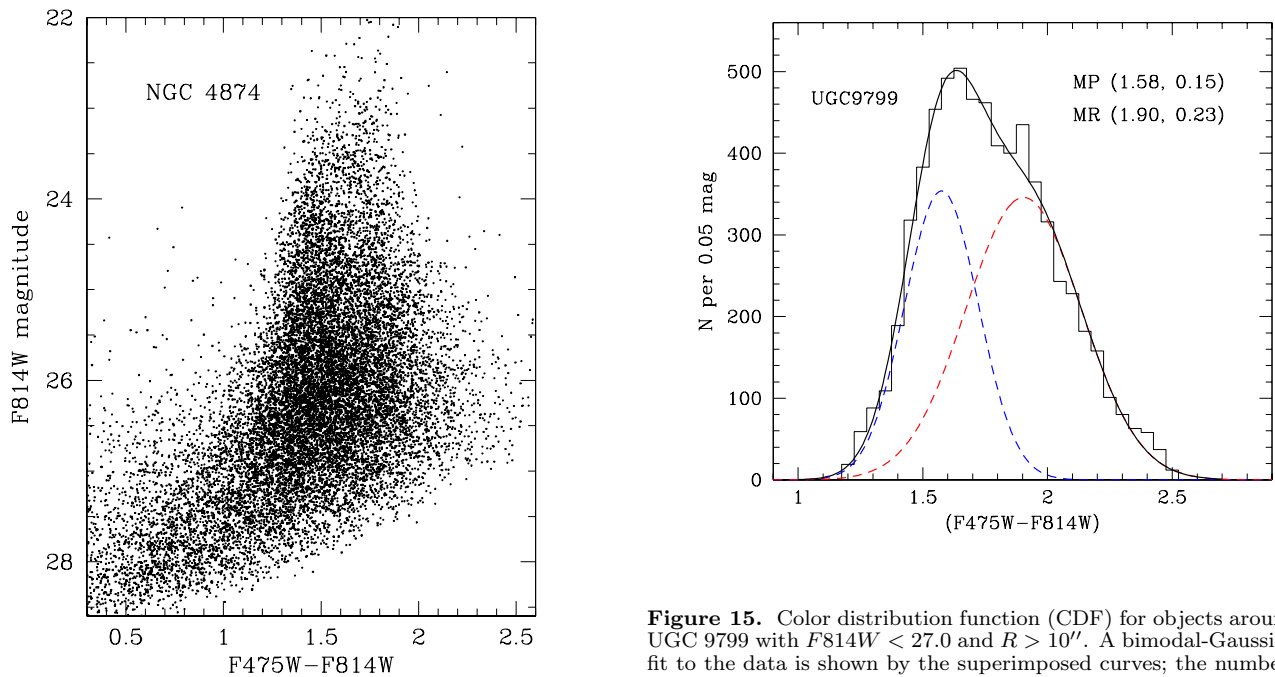 22
24
26
28
F814W magnitude
NGC 4874
0.5 1 1.5 2 2.5
F475W−F814W
500
400
300
200
100
0
N per 0.05 mag
UGC9799
MP (1.58, 0.15)
MR (1.90, 0.23)
1 1.5 2 2.5
(F475W−F814W)
Figure 15. Color distribution function (CDF) for objects arou
UGC 9799 with F814W < 27.0 and R > 10″. A bimodal-Gaussi
fit to the data is shown by the superimposed curves; the numbe